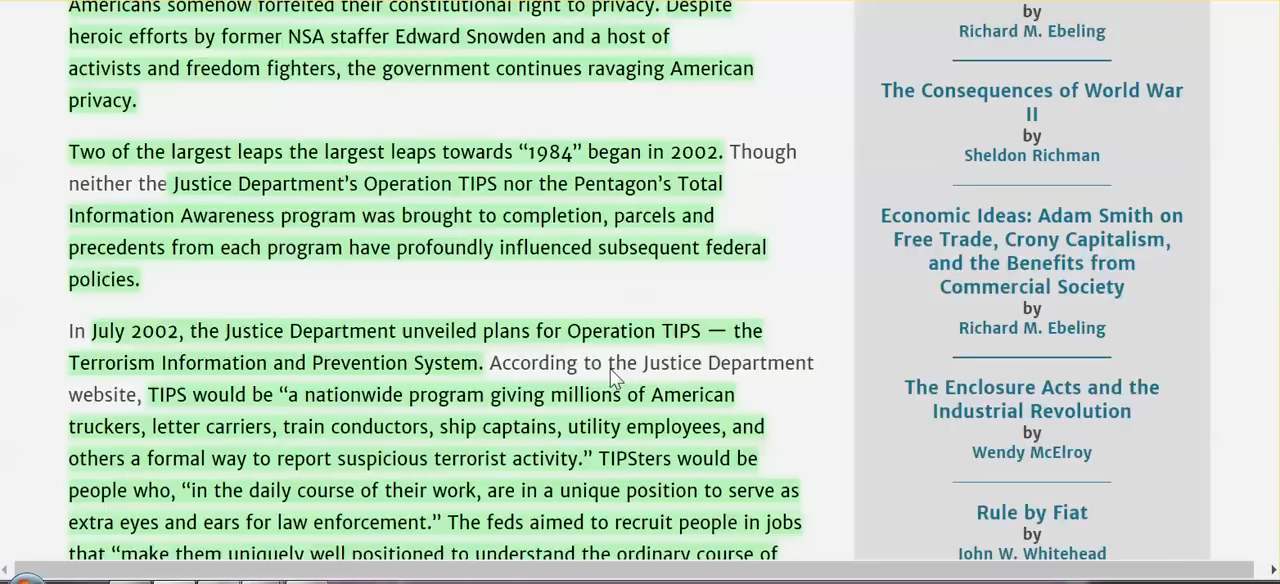 Americans somehow forfeited their constitutional right to privacy. Despite
heroic efforts by former NSA staffer Edward Snowden and a host of
activists and freedom fighters, the government continues ravaging American
privacy.
Two of the largest leaps the largest leaps towards “1984” began in 2002. Though
neither the Justice Department’s Operation TIPS nor the Pentagon’s Total
Information Awareness program was brought to completion, parcels and
precedents from each program have profoundly influenced subsequent federal
policies.
In July 2002, the Justice Department unveiled plans for Operation TIPS — the
Terrorism Information and Prevention System. According to the Justice Department
website, TIPS would be “a nationwide program giving millions of American
truckers, letter carriers, train conductors, ship captains, utility employees, and
others a formal way to report suspicious terrorist activity.” TIPSters would be
people who, “in the daily course of their work, are in a unique position to serve as
extra eyes and ears for law enforcement.” The feds aimed to recruit people in jobs
that “make them uniquely well positioned to understand the ordinary course of
by
Richard M. Ebeling
The Consequences of World War
II
by
Sheldon Richman
Economic Ideas: Adam Smith on
Free Trade, Crony Capitalism,
and the Benefits from
Commercial Society
by
Richard M. Ebeling
The Enclosure Acts and the
Industrial Revolution
by
Wendy McElroy
Rule by Fiat
by
John W. Whitehead